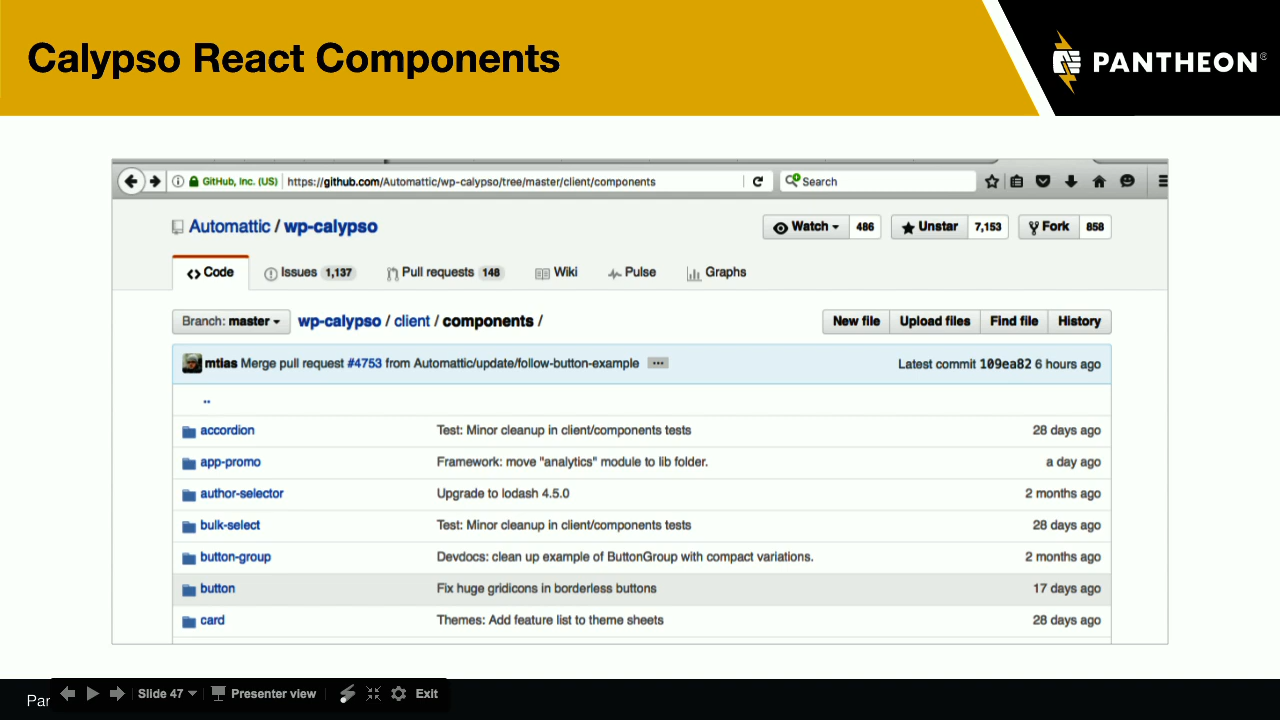 Calypso React Components
PANTHEON®
GitHub, Inc. (US) https://github.com/Automattic/wp-calypso/tree/master/client/components Search
Automattic / wp-calypso Watch 486 Unstar 7,153 Fork 858
Code Issues 1,137 Pull requests 148 Wiki Pulse Graphs
Branch: master wp-calypso / client / components / New file Upload files Find file History
mtias Merge pull request #4753 from Automattic/update/follow-button-example ... Latest commit 109ea82 6 hours ago
..
accordion Test: Minor cleanup in client/components tests 28 days ago
app-promo Framework: move "analytics" module to lib folder. a day ago
author-selector Upgrade to lodash 4.5.0 2 months ago
bulk-select Test: Minor cleanup in client/components tests 28 days ago
button-group Devdocs: clean up example of ButtonGroup with compact variations. 2 months ago
button Fix huge gridicons in borderless buttons 17 days ago
card Themes: Add feature list to theme sheets 28 days ago
Par Slide 47 Presenter view Exit